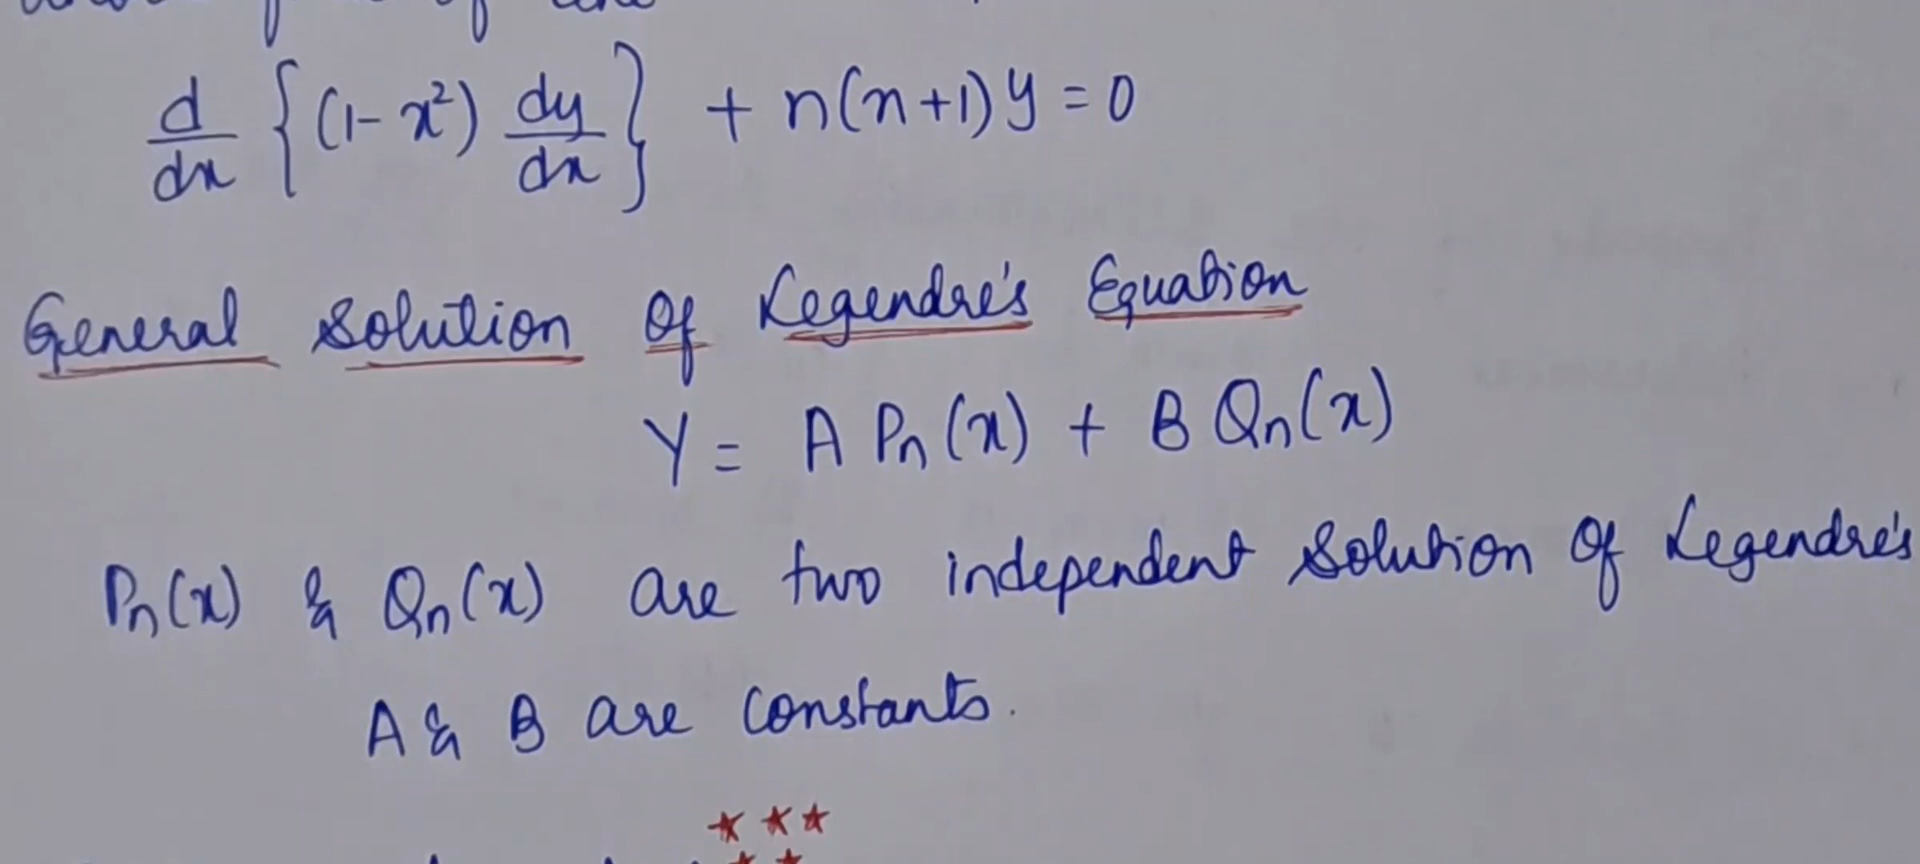 d/dx {(1-x²) dy/dx} + n(n+1)y = 0
General Solution Of Legendre's Equation
Y = A Pn(x) + B Qn(x)
Pn(x) & Qn(x) are two independent Solution Of Legendre's
A & B are constants.